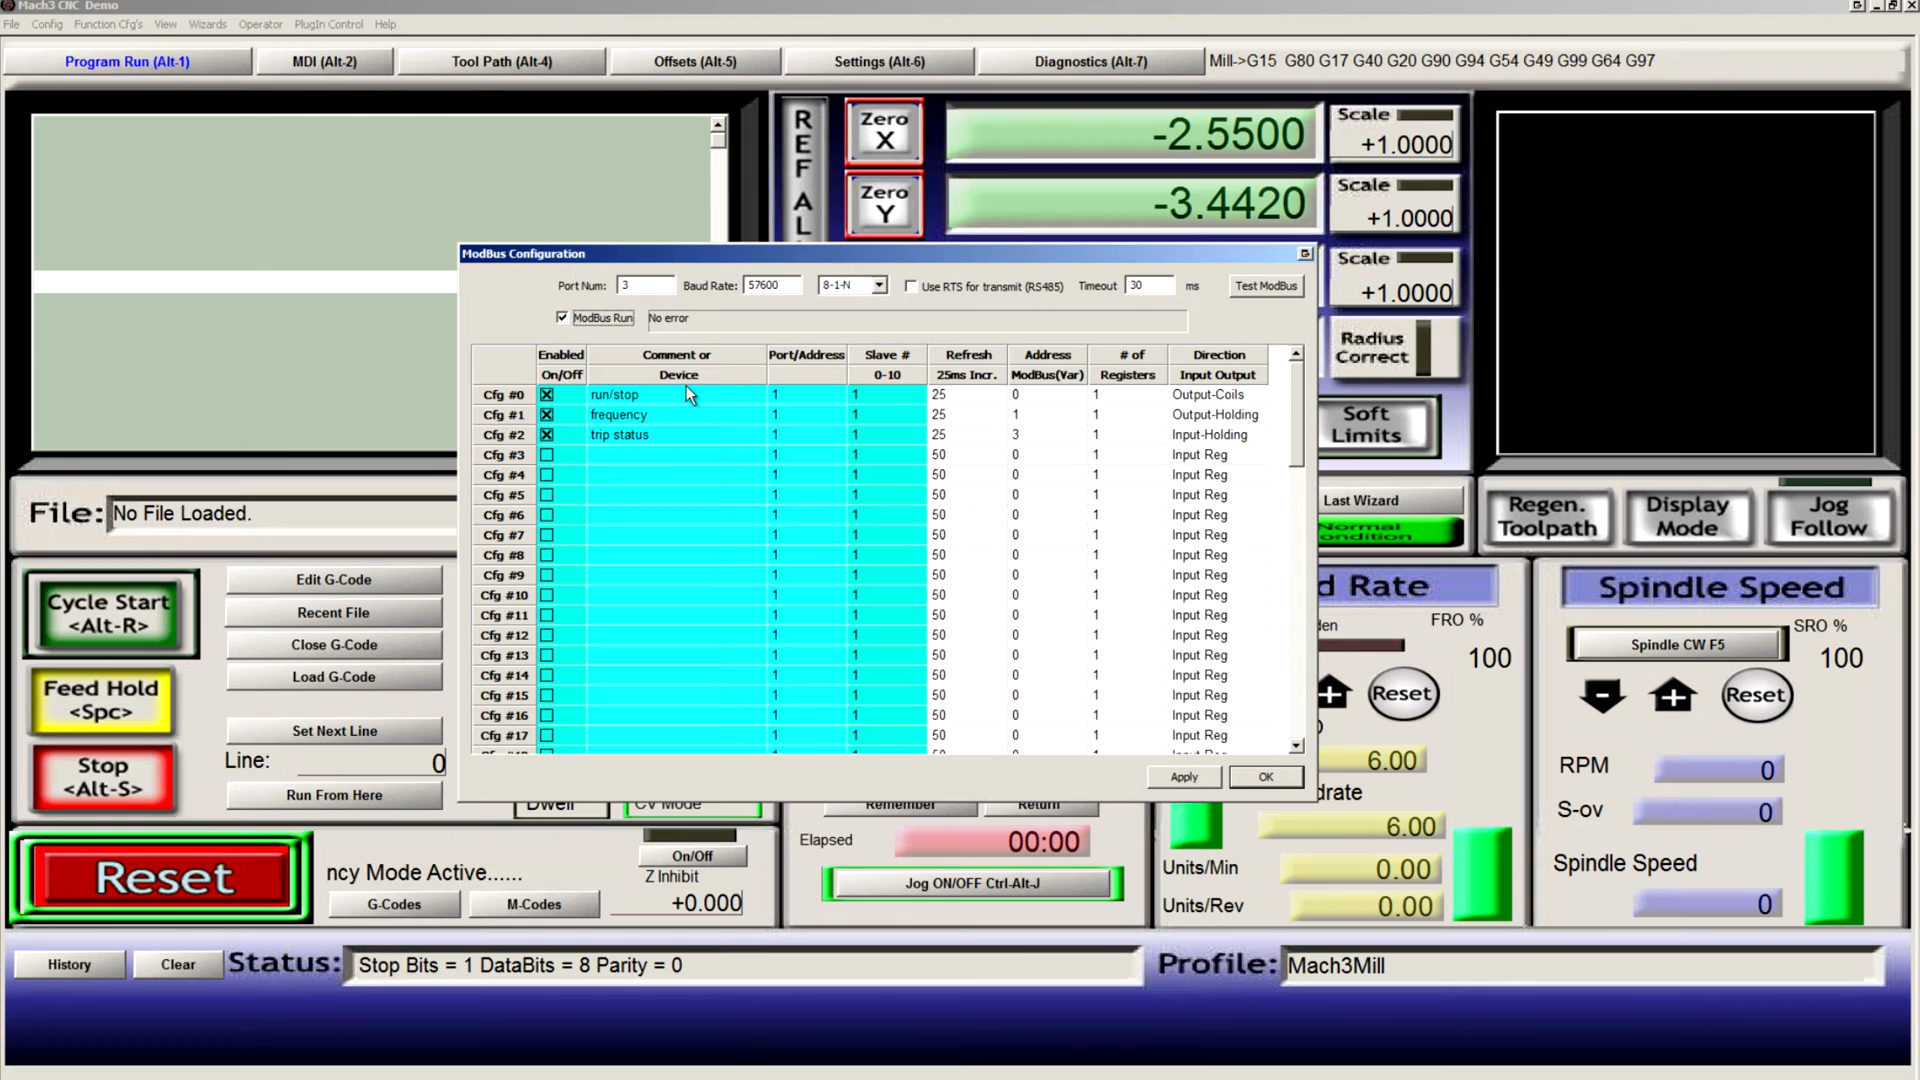 Mach3 CNC Demo
File Config Function Cfg's View Wizards Operator PlugIn Control Help
Program Run (Alt-1) MDI (Alt-2) Tool Path (Alt-4) Offsets (Alt-5) Settings (Alt-6) Diagnostics (Alt-7) Mill->G15 G80 G17 G40 G20 G90 G94 G54 G49 G99 G64 G97
REF AL
Zero X -2.5500 Scale +1.0000
Zero Y -3.4420 Scale +1.0000
Scale +1.0000
Radius Correct
Soft Limits
ModBus Configuration
Port Num: 3 Baud Rate: 57600 8-1-N Use RTS for transmit (RS485) Timeout 30 ms Test ModBus
ModBus Run No error
Enabled Comment or Port/Address Slave # Refresh Address # of Direction
On/Off Device 0-10 25ms Incr. ModBus(Var) Registers Input Output
Cfg #0 run/stop 1 1 25 0 1 Output-Coils
Cfg #1 frequency 1 1 25 1 1 Output-Holding
Cfg #2 trip status 1 1 25 3 1 Input-Holding
Cfg #3 1 1 50 0 1 Input Reg
Cfg #4 1 1 50 0 1 Input Reg
Cfg #5 1 1 50 0 1 Input Reg
Cfg #6 1 1 50 0 1 Input Reg
Cfg #7 1 1 50 0 1 Input Reg
Cfg #8 1 1 50 0 1 Input Reg
Cfg #9 1 1 50 0 1 Input Reg
Cfg #10 1 1 50 0 1 Input Reg
Cfg #11 1 1 50 0 1 Input Reg
Cfg #12 1 1 50 0 1 Input Reg
Cfg #13 1 1 50 0 1 Input Reg
Cfg #14 1 1 50 0 1 Input Reg
Cfg #15 1 1 50 0 1 Input Reg
Cfg #16 1 1 50 0 1 Input Reg
Cfg #17 1 1 50 0 1 Input Reg
Apply OK
File: No File Loaded.
Last Wizard
Normal Condition
Regen. Toolpath
Display Mode
Jog Follow
Cycle Start <Alt-R>
Feed Hold <Spc>
Stop <Alt-S>
Edit G-Code
Recent File
Close G-Code
Load G-Code
Set Next Line
Line: 0
Run From Here
Dwell CV Mode
Remember Return
Elapsed 00:00
Jog ON/OFF Ctrl-Alt-J
Reset
ncy Mode Active......
G-Codes M-Codes
On/Off
Z Inhibit
+0.000
d Rate
den FRO %
100
Reset
6.00
drate
6.00
Units/Min 0.00
Units/Rev 0.00
Spindle Speed
Spindle CW F5 SRO %
100
Reset
RPM 0
S-ov 0
Spindle Speed
0
History Clear Status: Stop Bits = 1 DataBits = 8 Parity = 0 Profile: Mach3Mill